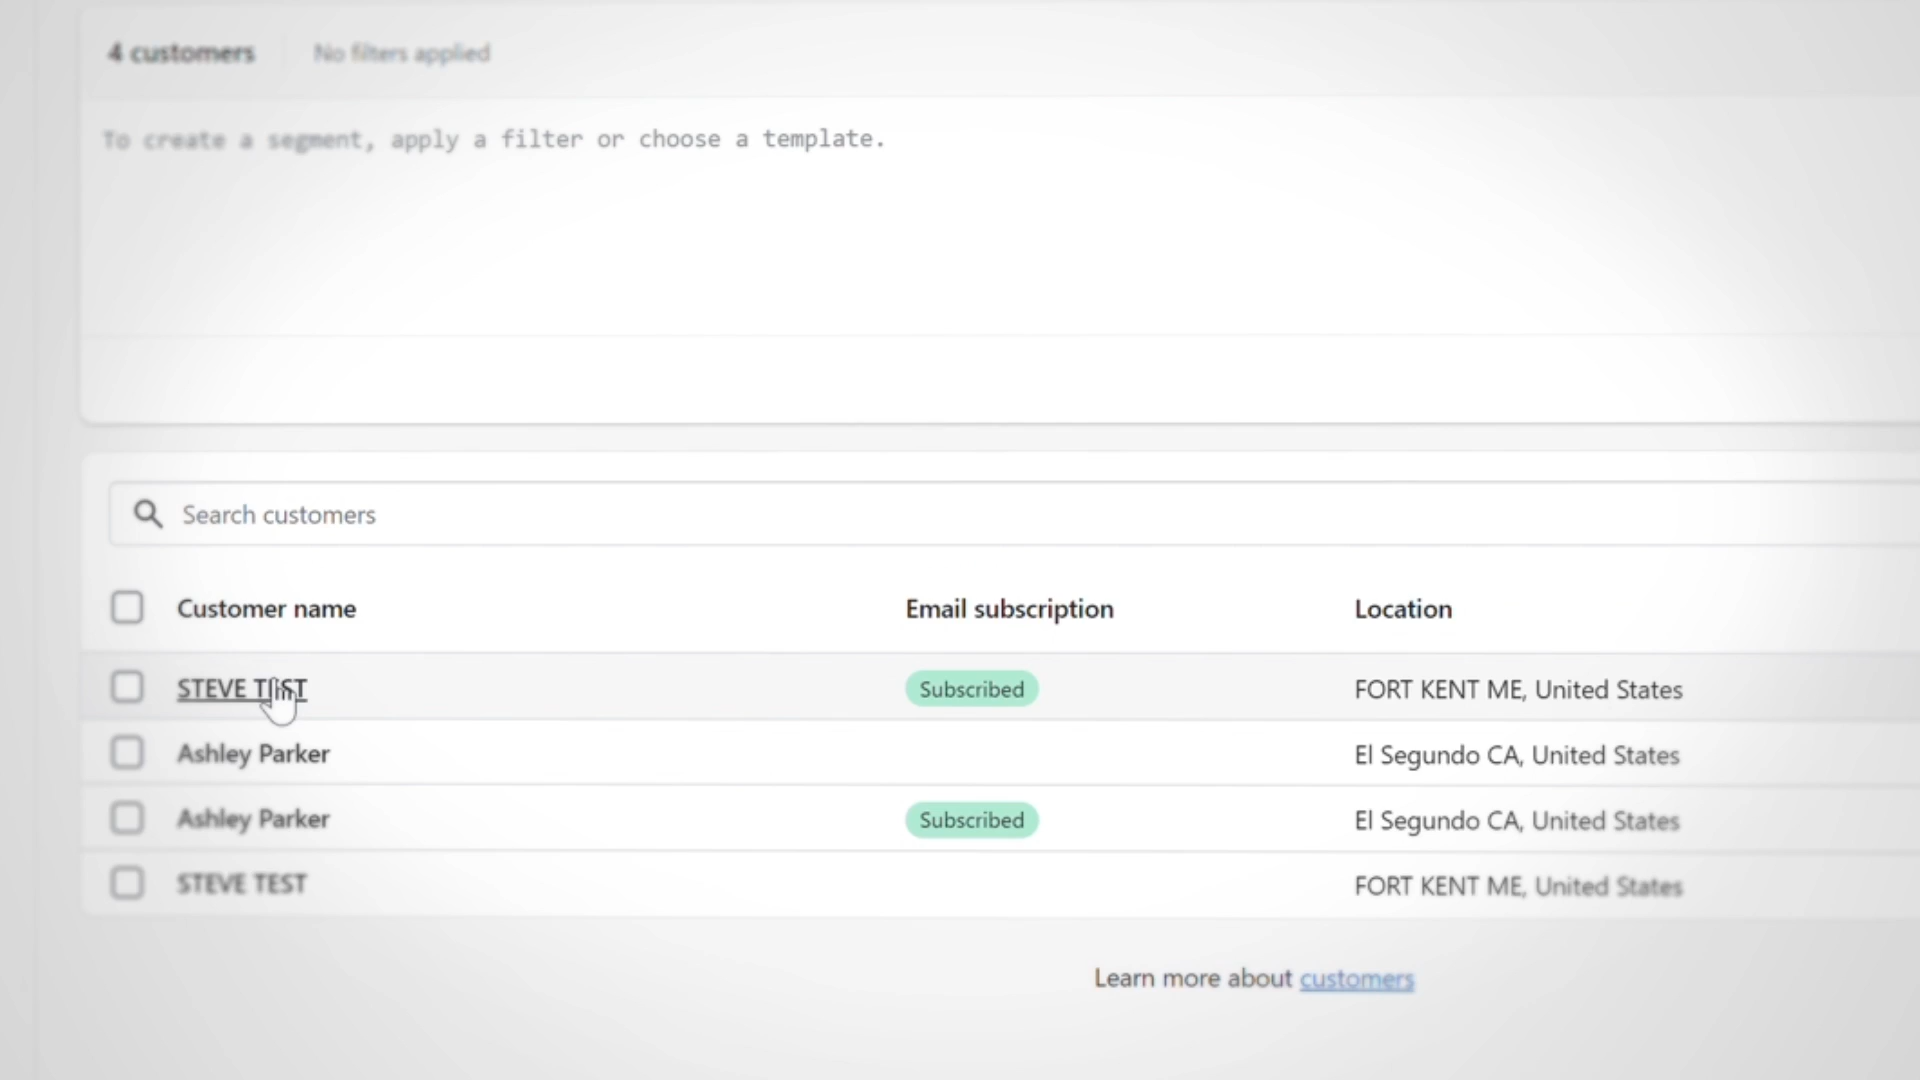 4 customers No filters applied
To create a segment, apply a filter or choose a template.
Search customers
Customer name Email subscription Location
STEVE TEST Subscribed FORT KENT ME, United States
Ashley Parker El Segundo CA, United States
Ashley Parker Subscribed El Segundo CA, United States
STEVE TEST FORT KENT ME, United States
Learn more about customers